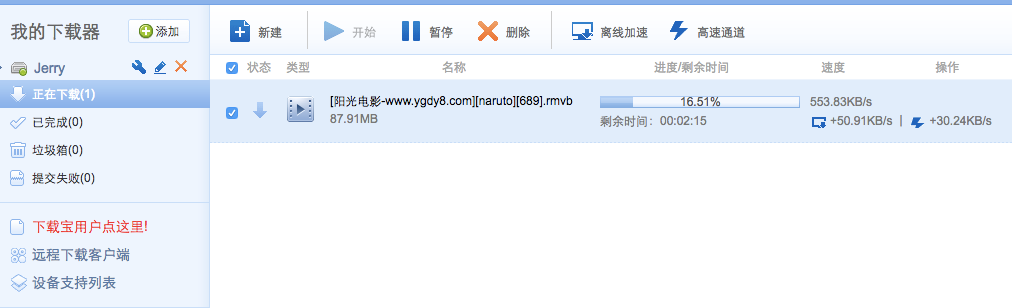 我的下载器
添加
新建
开始
暂停
删除
离线加速
高速通道
Jerry
状态 类型 名称 进度/剩余时间 速度 操作
正在下载(1)
已完成(0)
垃圾箱(0)
提交失败(0)
[阳光电影-www.ygdy8.com][naruto][689].rmvb
87.91MB
16.51%
剩余时间：00:02:15
553.83KB/s
+50.91KB/s | +30.24KB/s
下载宝用户点这里!
远程下载客户端
设备支持列表